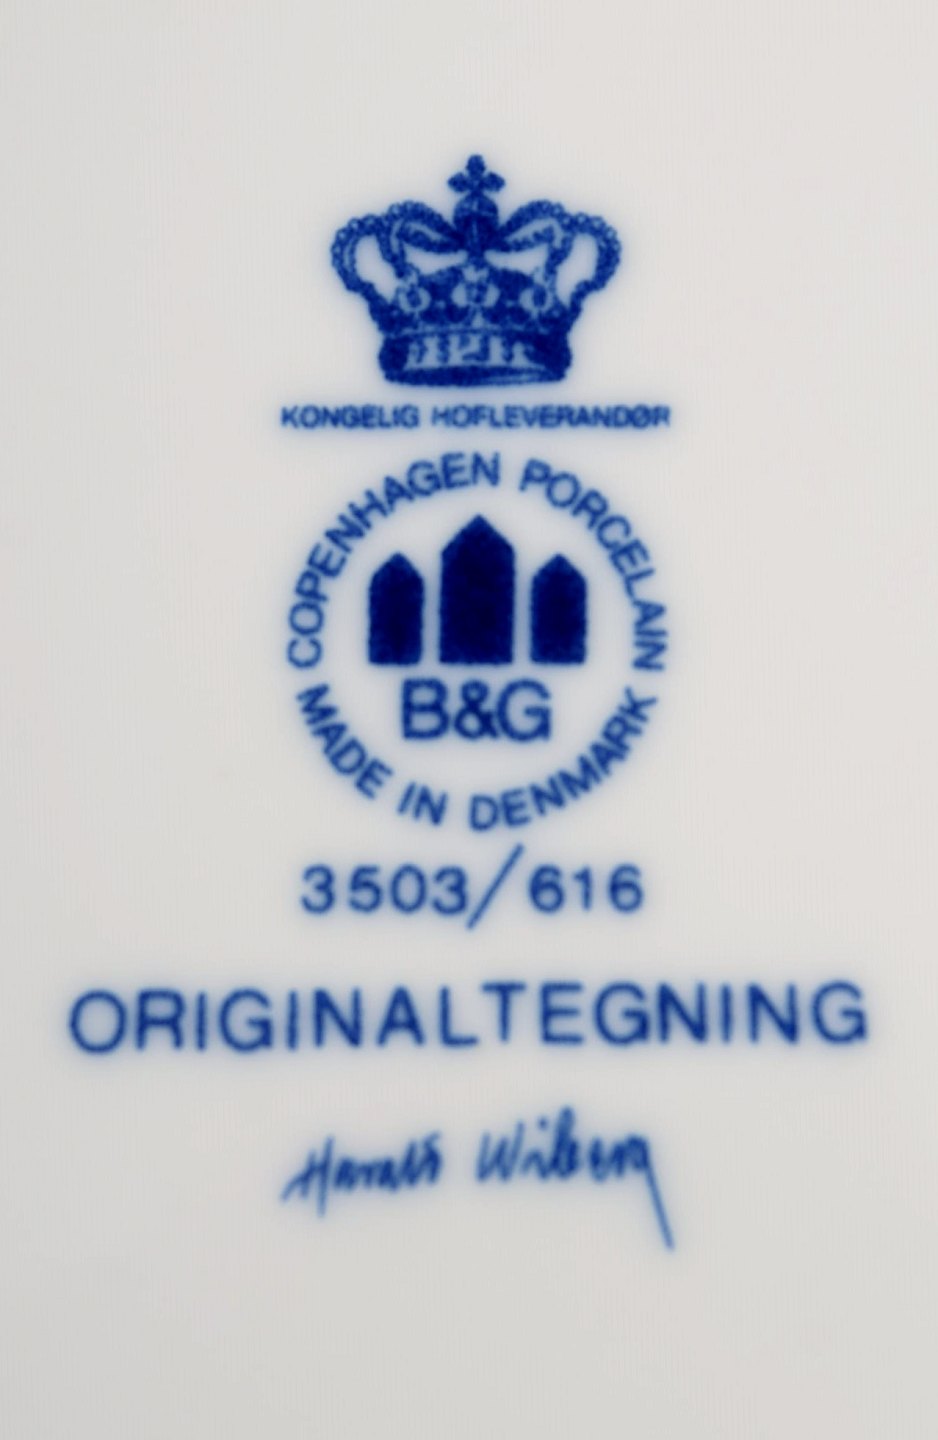 KONGELIG HOFLEVERANDØR
COPENHAGEN PORCELAIN
B&G
MADE IN DENMARK
3503/616
ORIGINALTEGNING
Harald Wiberg